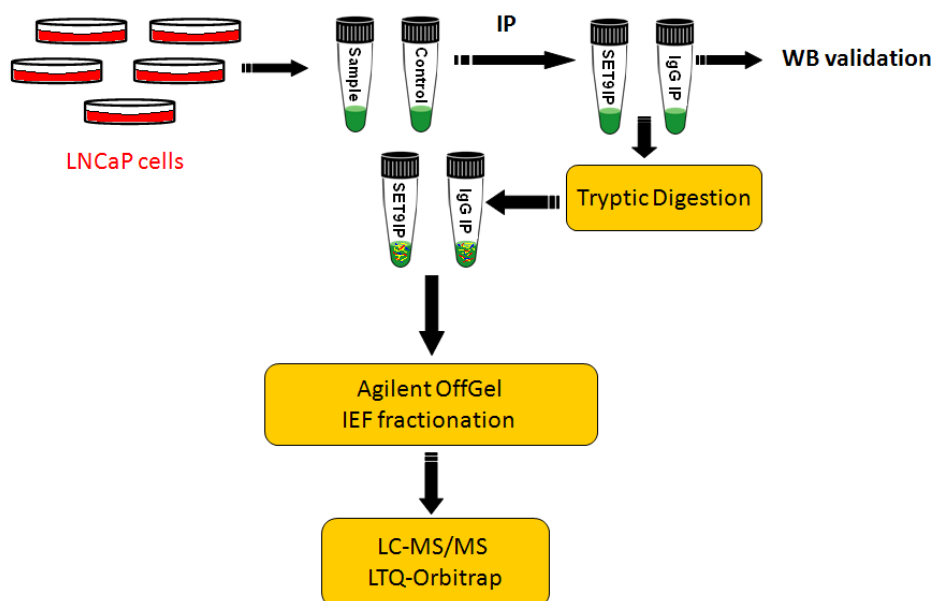 IP
Sample
Control
SET9IP
IgG IP
WB validation
LNCaP cells
SET9IP
IgG IP
Tryptic Digestion
Agilent OffGel
IEF fractionation
LC-MS/MS
LTQ-Orbitrap